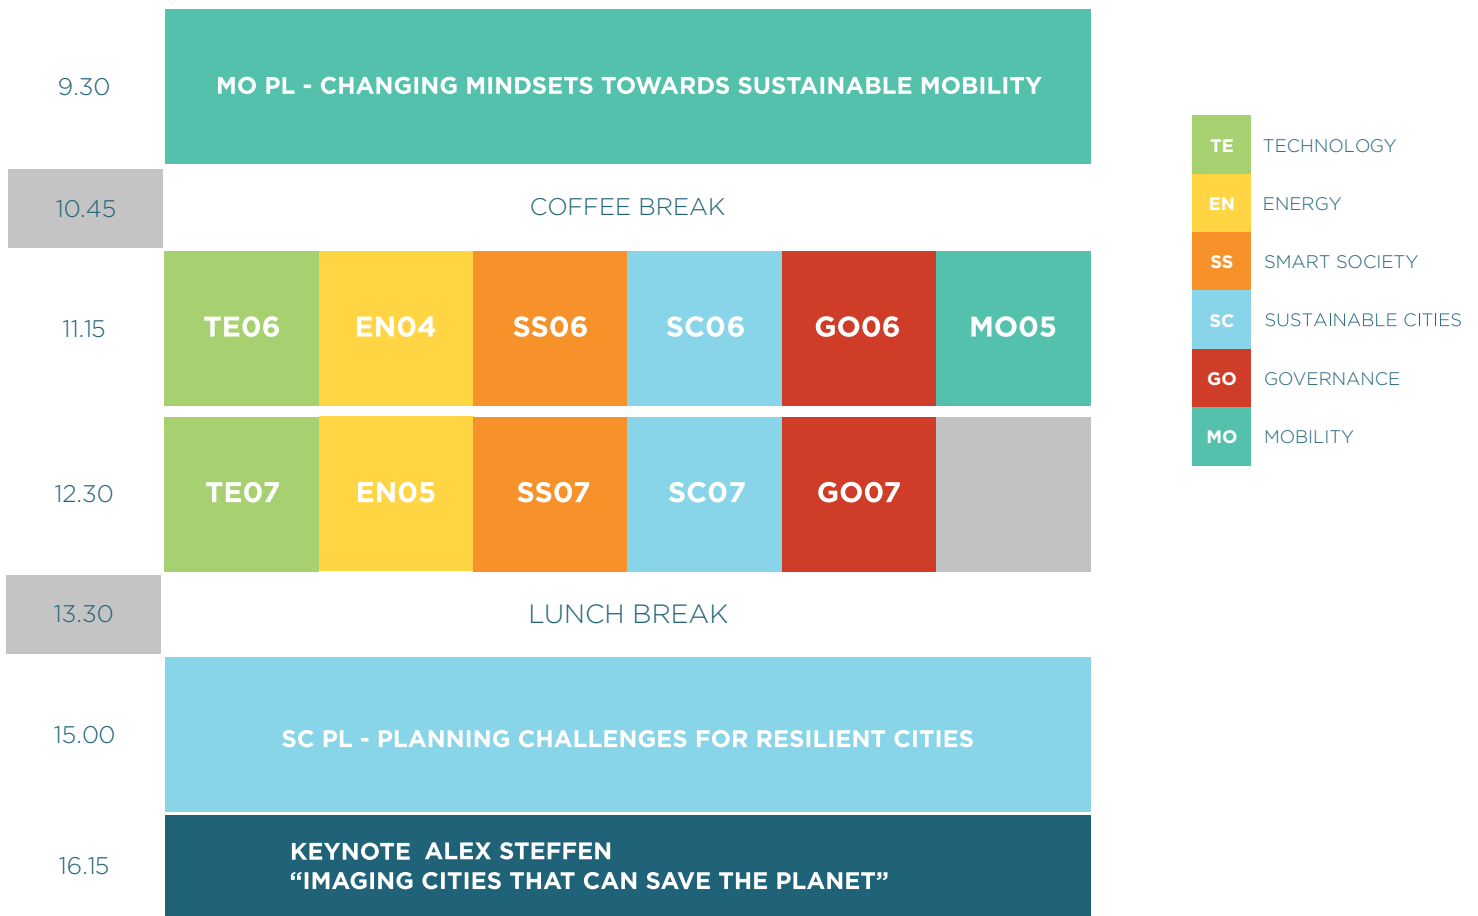 9.30
MO PL - CHANGING MINDSETS TOWARDS SUSTAINABLE MOBILITY
10.45
COFFEE BREAK
11.15
TE06
EN04
SS06
SC06
GO06
MO05
12.30
TE07
EN05
SS07
SC07
GO07
13.30
LUNCH BREAK
15.00
SC PL - PLANNING CHALLENGES FOR RESILIENT CITIES
16.15
KEYNOTE ALEX STEFFEN
“IMAGING CITIES THAT CAN SAVE THE PLANET”
TE TECHNOLOGY
EN ENERGY
SS SMART SOCIETY
SC SUSTAINABLE CITIES
GO GOVERNANCE
MO MOBILITY